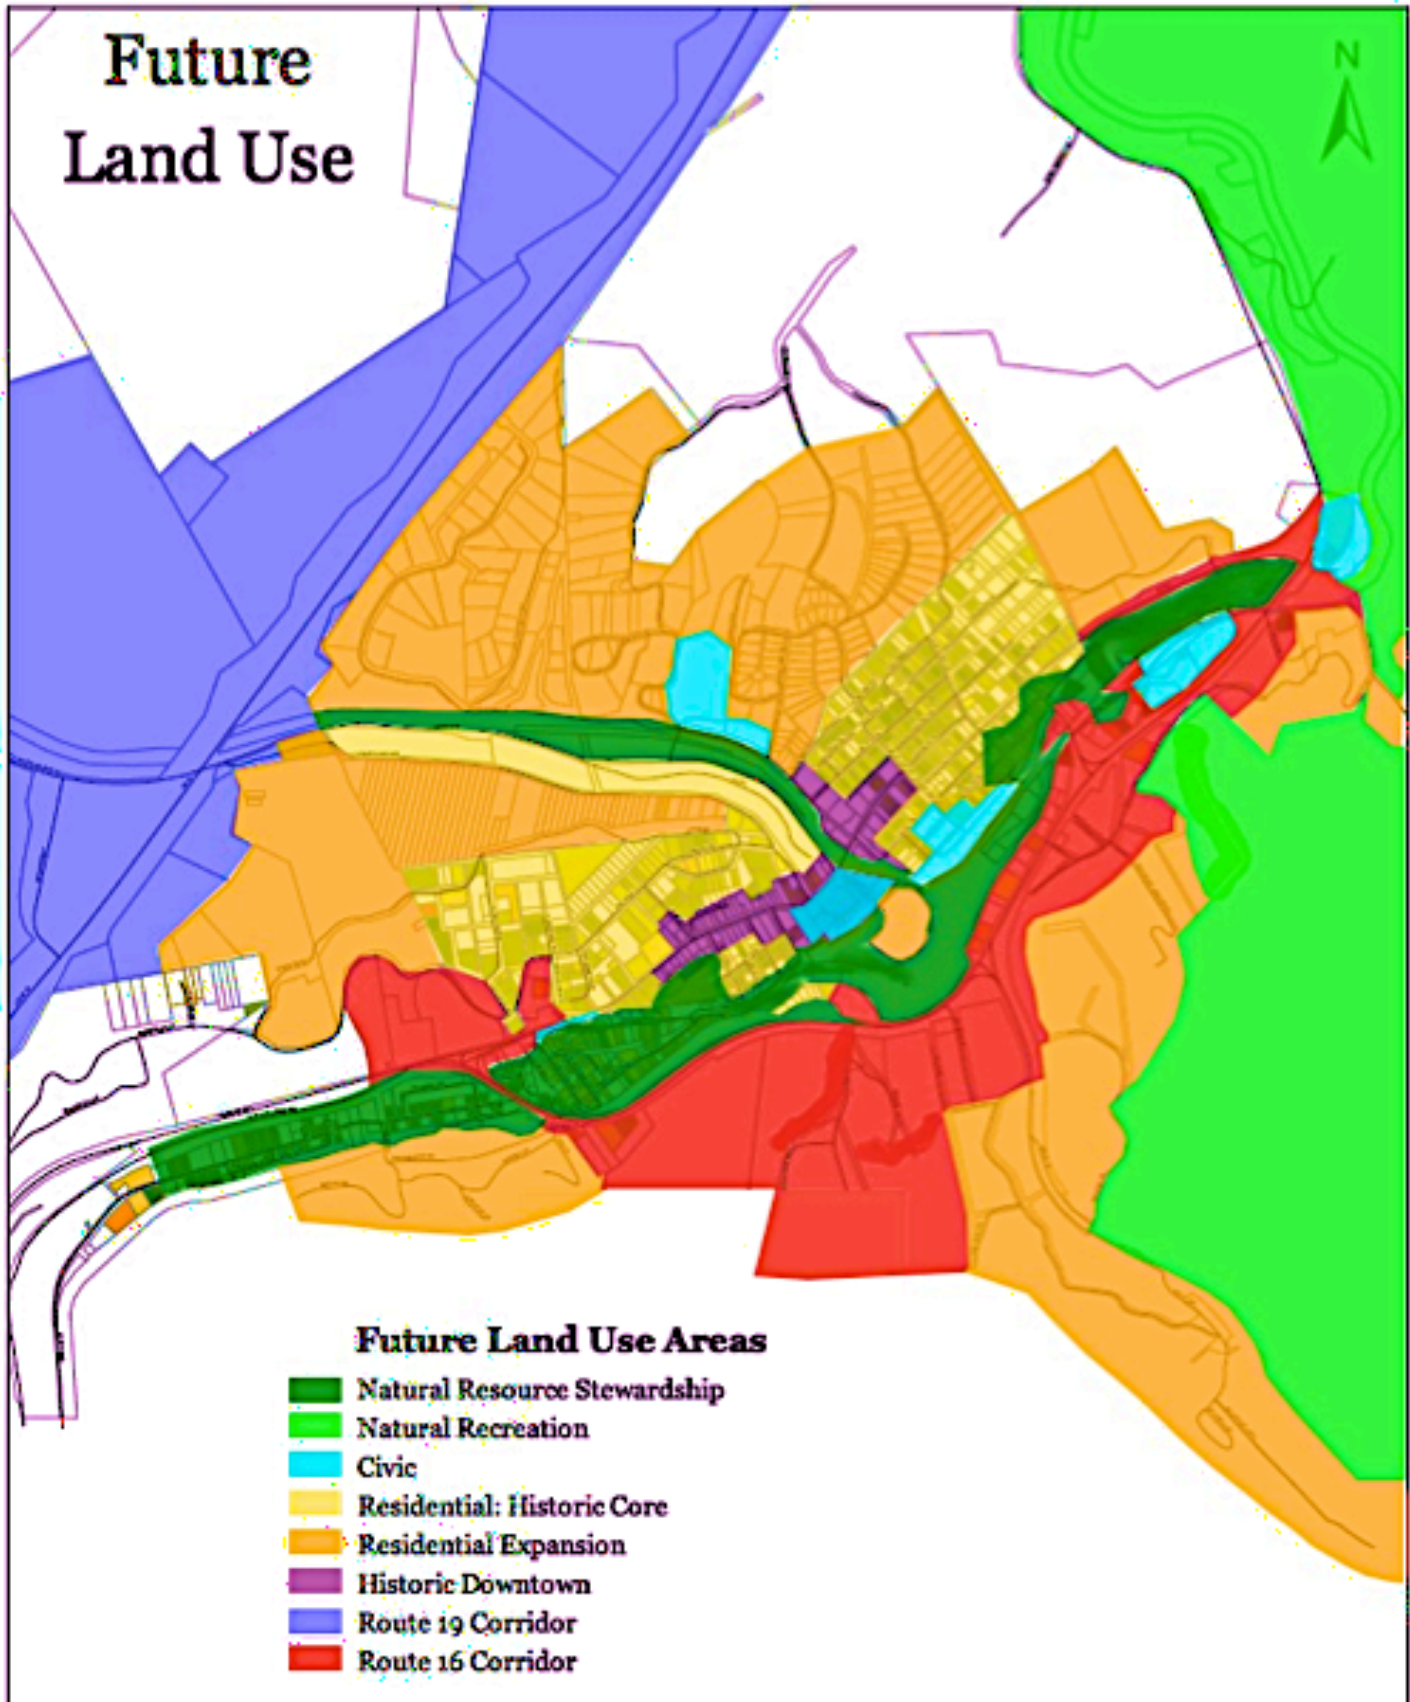 Future
Land Use
N
Future Land Use Areas
Natural Resource Stewardship
Natural Recreation
Civic
Residential: Historic Core
Residential Expansion
Historic Downtown
Route 19 Corridor
Route 16 Corridor